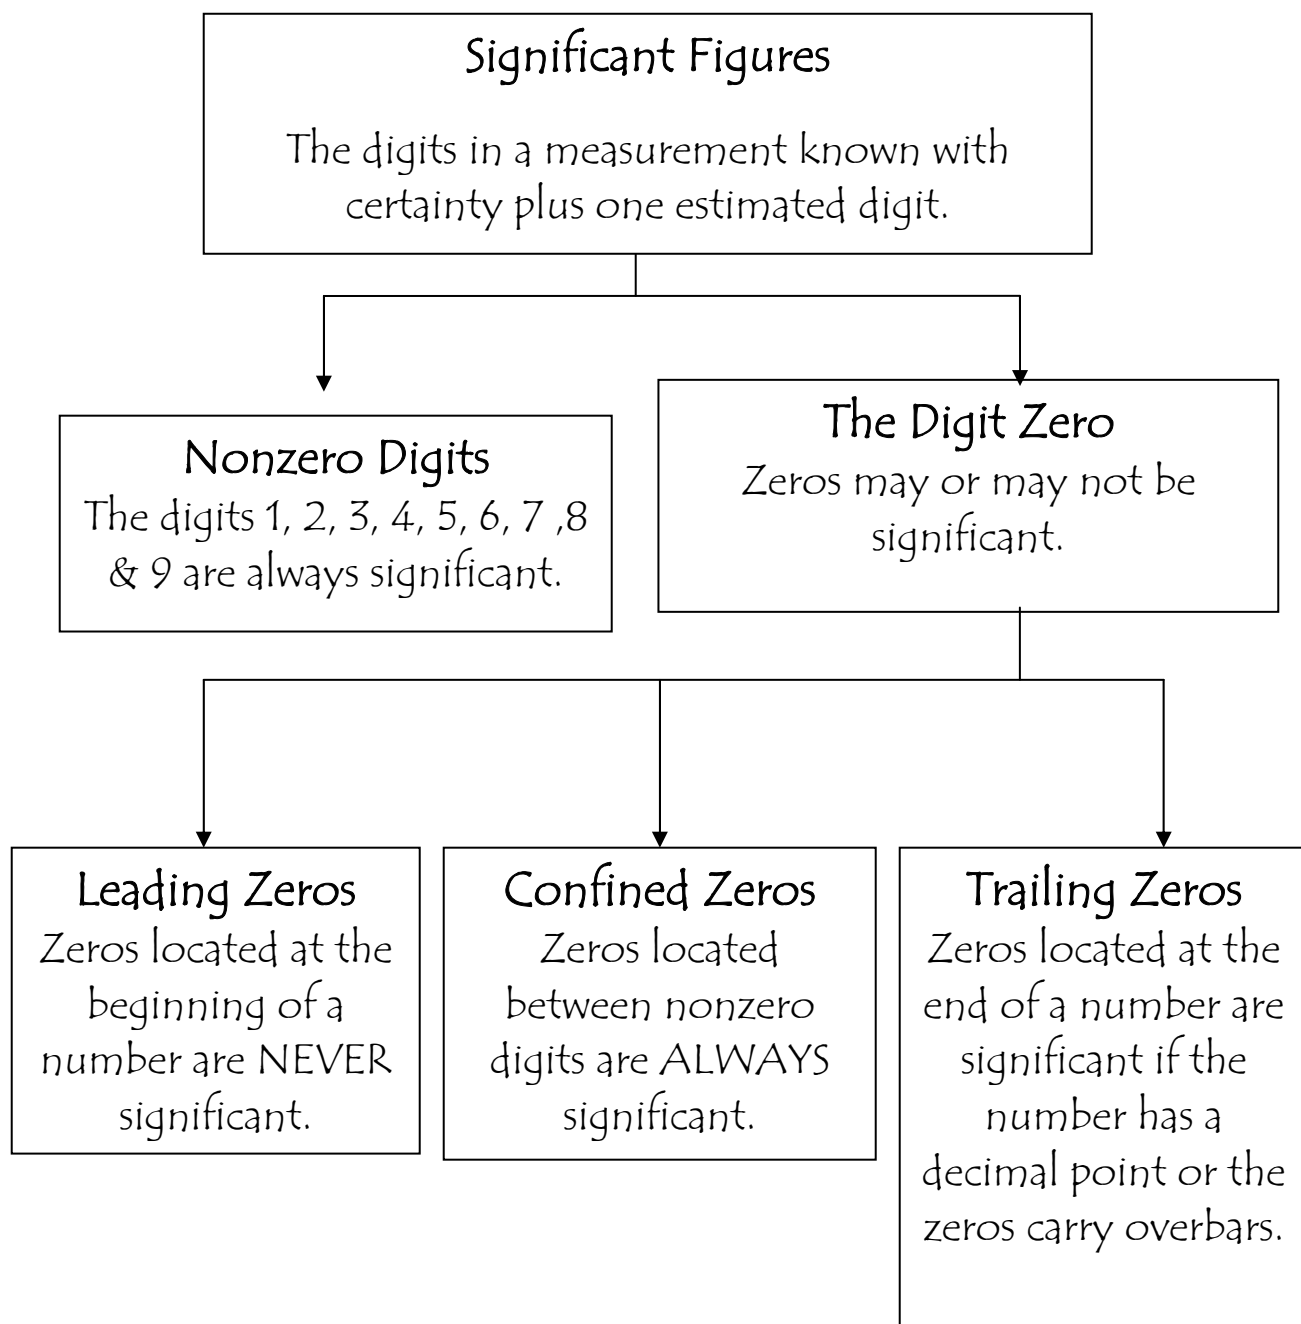 Significant Figures
The digits in a measurement known with
certainty plus one estimated digit.
Nonzero Digits
The digits 1, 2, 3, 4, 5, 6, 7 ,8
& 9 are always significant.
The Digit Zero
Zeros may or may not be
significant.
Leading Zeros
Zeros located at the
beginning of a
number are NEVER
significant.
Confined Zeros
Zeros located
between nonzero
digits are ALWAYS
significant.
Trailing Zeros
Zeros located at the
end of a number are
significant if the
number has a
decimal point or the
zeros carry overbars.